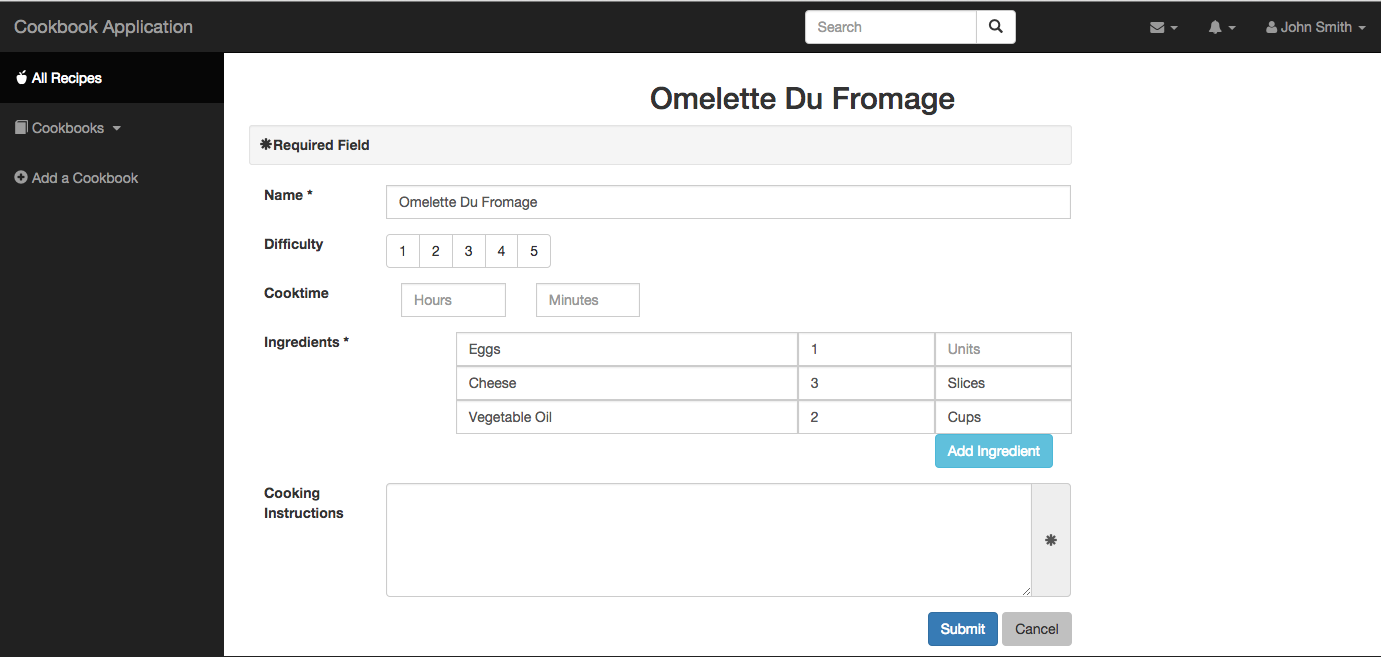 Cookbook Application
Search
John Smith
All Recipes
Cookbooks
Add a Cookbook
Omelette Du Fromage
✱Required Field
Name *
Omelette Du Fromage
Difficulty
1 2 3 4 5
Cooktime
Hours Minutes
Ingredients *
Eggs 1 Units
Cheese 3 Slices
Vegetable Oil 2 Cups
Add Ingredient
Cooking
Instructions
✱
Submit Cancel